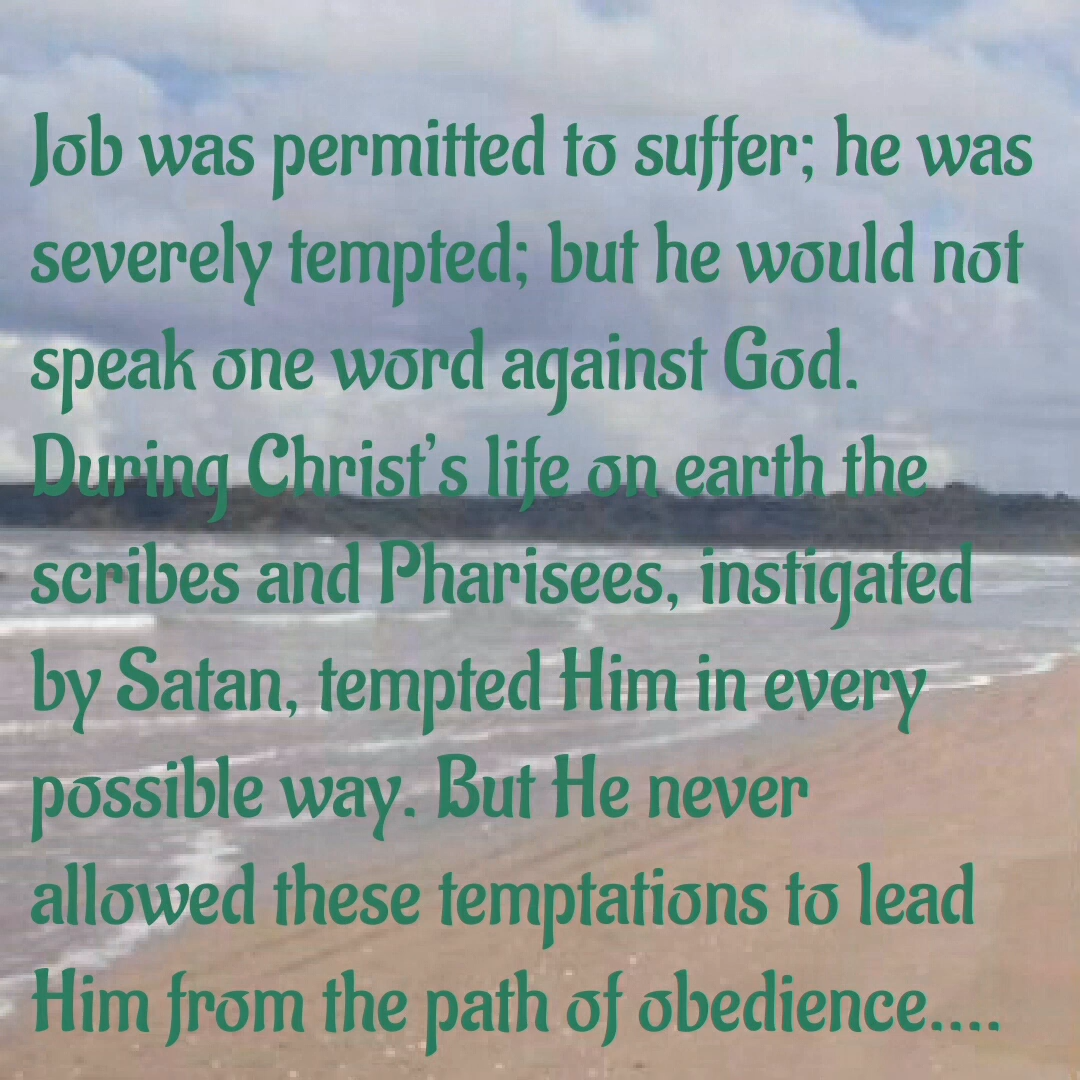 Job was permitted to suffer; he was
severely tempted; but he would not
speak one word against God.
During Christ's life on earth the
scribes and Pharisees, instigated
by Satan, tempted Him in every
possible way. But He never
allowed these temptations to lead
Him from the path of obedience....